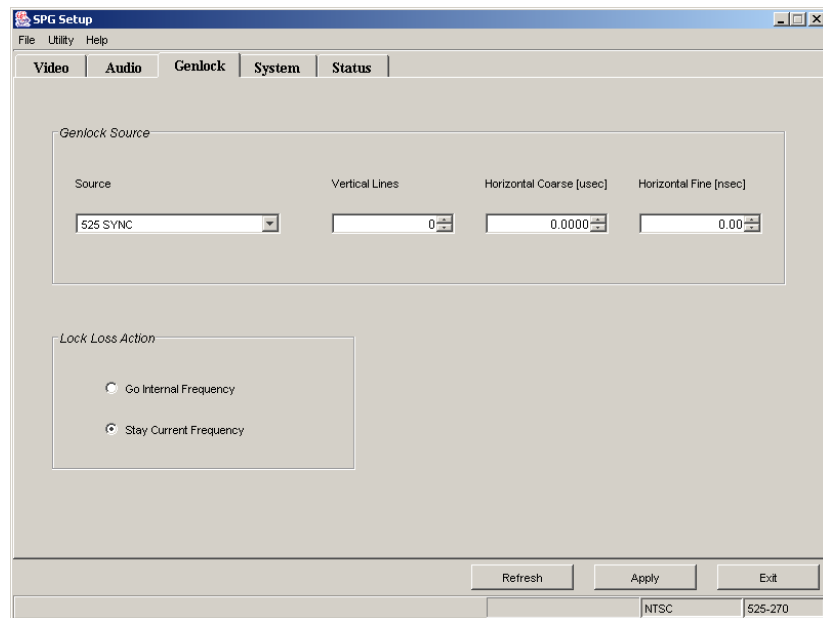 SPG Setup
File Utility Help
Video Audio Genlock System Status
Genlock Source
Source Vertical Lines Horizontal Coarse [usec] Horizontal Fine [nsec]
525 SYNC 0 0.0000 0.00
Lock Loss Action
Go Internal Frequency
Stay Current Frequency
Refresh Apply Exit
NTSC 525-270